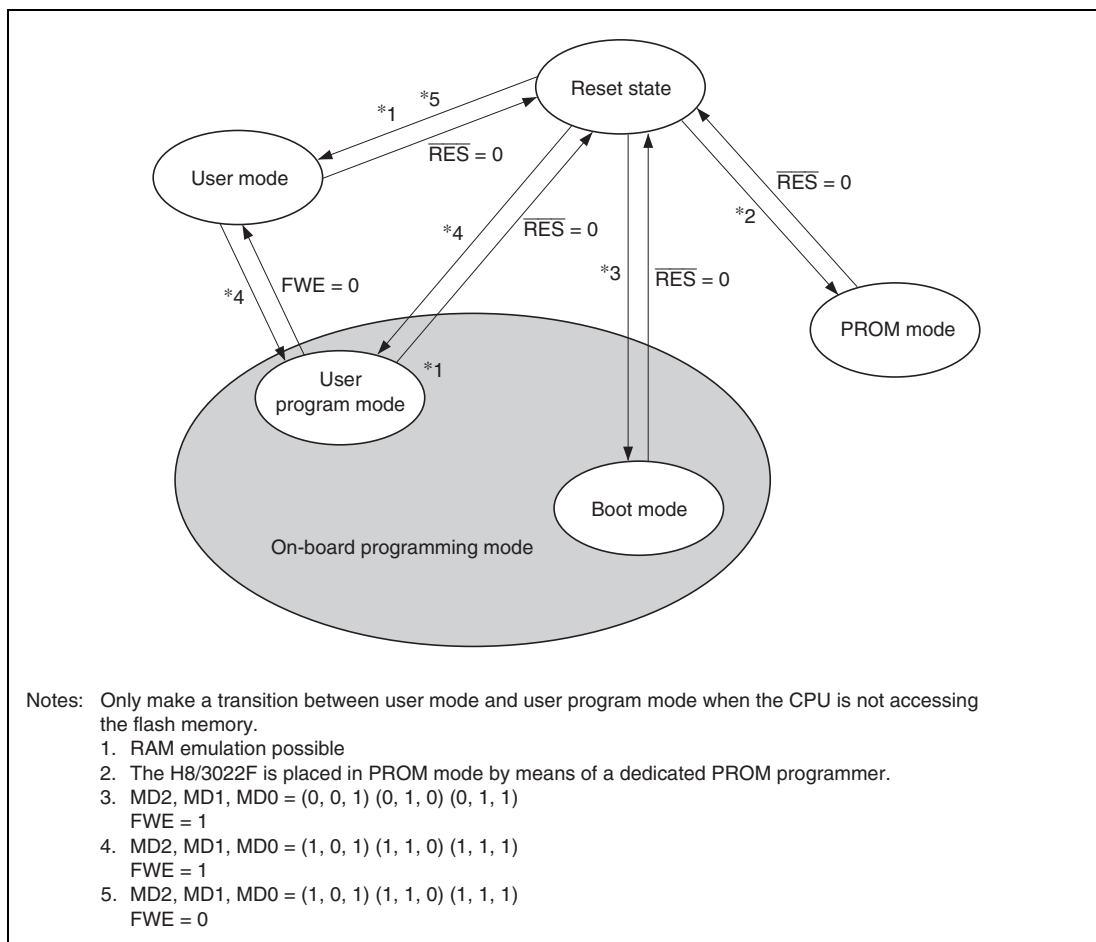 Reset state
*1 *5
RES = 0
User mode
*4
FWE = 0
*4
RES = 0
*3
RES = 0
*2
RES = 0
PROM mode
User
program mode
*1
Boot mode
On-board programming mode
Notes: Only make a transition between user mode and user program mode when the CPU is not accessing
the flash memory.
1. RAM emulation possible
2. The H8/3022F is placed in PROM mode by means of a dedicated PROM programmer.
3. MD2, MD1, MD0 = (0, 0, 1) (0, 1, 0) (0, 1, 1)
FWE = 1
4. MD2, MD1, MD0 = (1, 0, 1) (1, 1, 0) (1, 1, 1)
FWE = 1
5. MD2, MD1, MD0 = (1, 0, 1) (1, 1, 0) (1, 1, 1)
FWE = 0